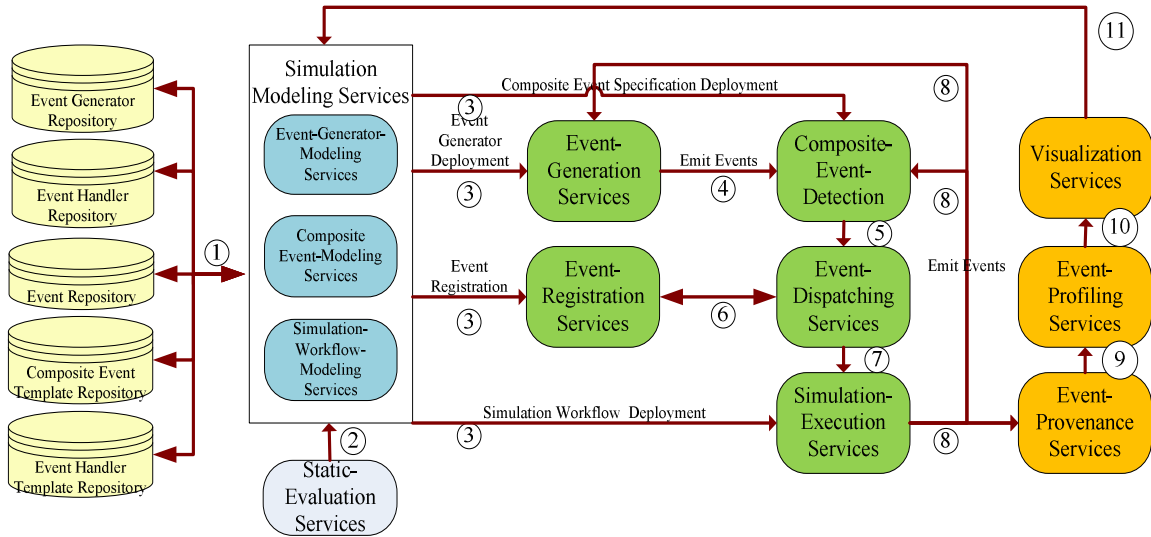 Event Generator
Repository
Event Handler
Repository
Event Repository
Composite Event
Template Repository
Event Handler
Template Repository
1
Simulation
Modeling Services
Event-Generator-
Modeling
Services
Composite
Event-Modeling
Services
Simulation-
Workflow-
Modeling
Services
2
Static-
Evaluation
Services
Composite Event Specification Deployment
3
Event
Generator
Deployment
3
Event
Registration
3
Simulation Workflow Deployment
3
Event-
Generation
Services
Emit Events
4
Composite-
Event-
Detection
5
Event-
Registration
Services
6
Event-
Dispatching
Services
7
Simulation-
Execution
Services
8
8
Emit Events
8
11
Visualization
Services
10
Event-
Profiling
Services
9
Event-
Provenance
Services